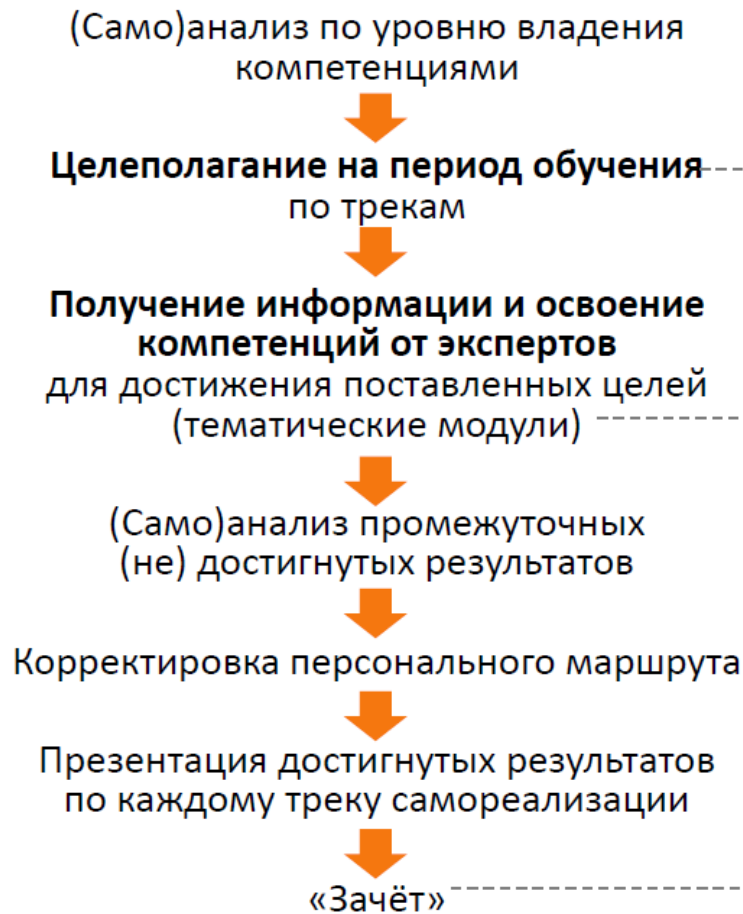 (Само)анализ по уровню владения
компетенциями
Целеполагание на период обучения
по трекам
Получение информации и освоение
компетенций от экспертов
для достижения поставленных целей
(тематические модули)
(Само)анализ промежуточных
(не) достигнутых результатов
Корректировка персонального маршрута
Презентация достигнутых результатов
по каждому треку самореализации
«Зачёт»